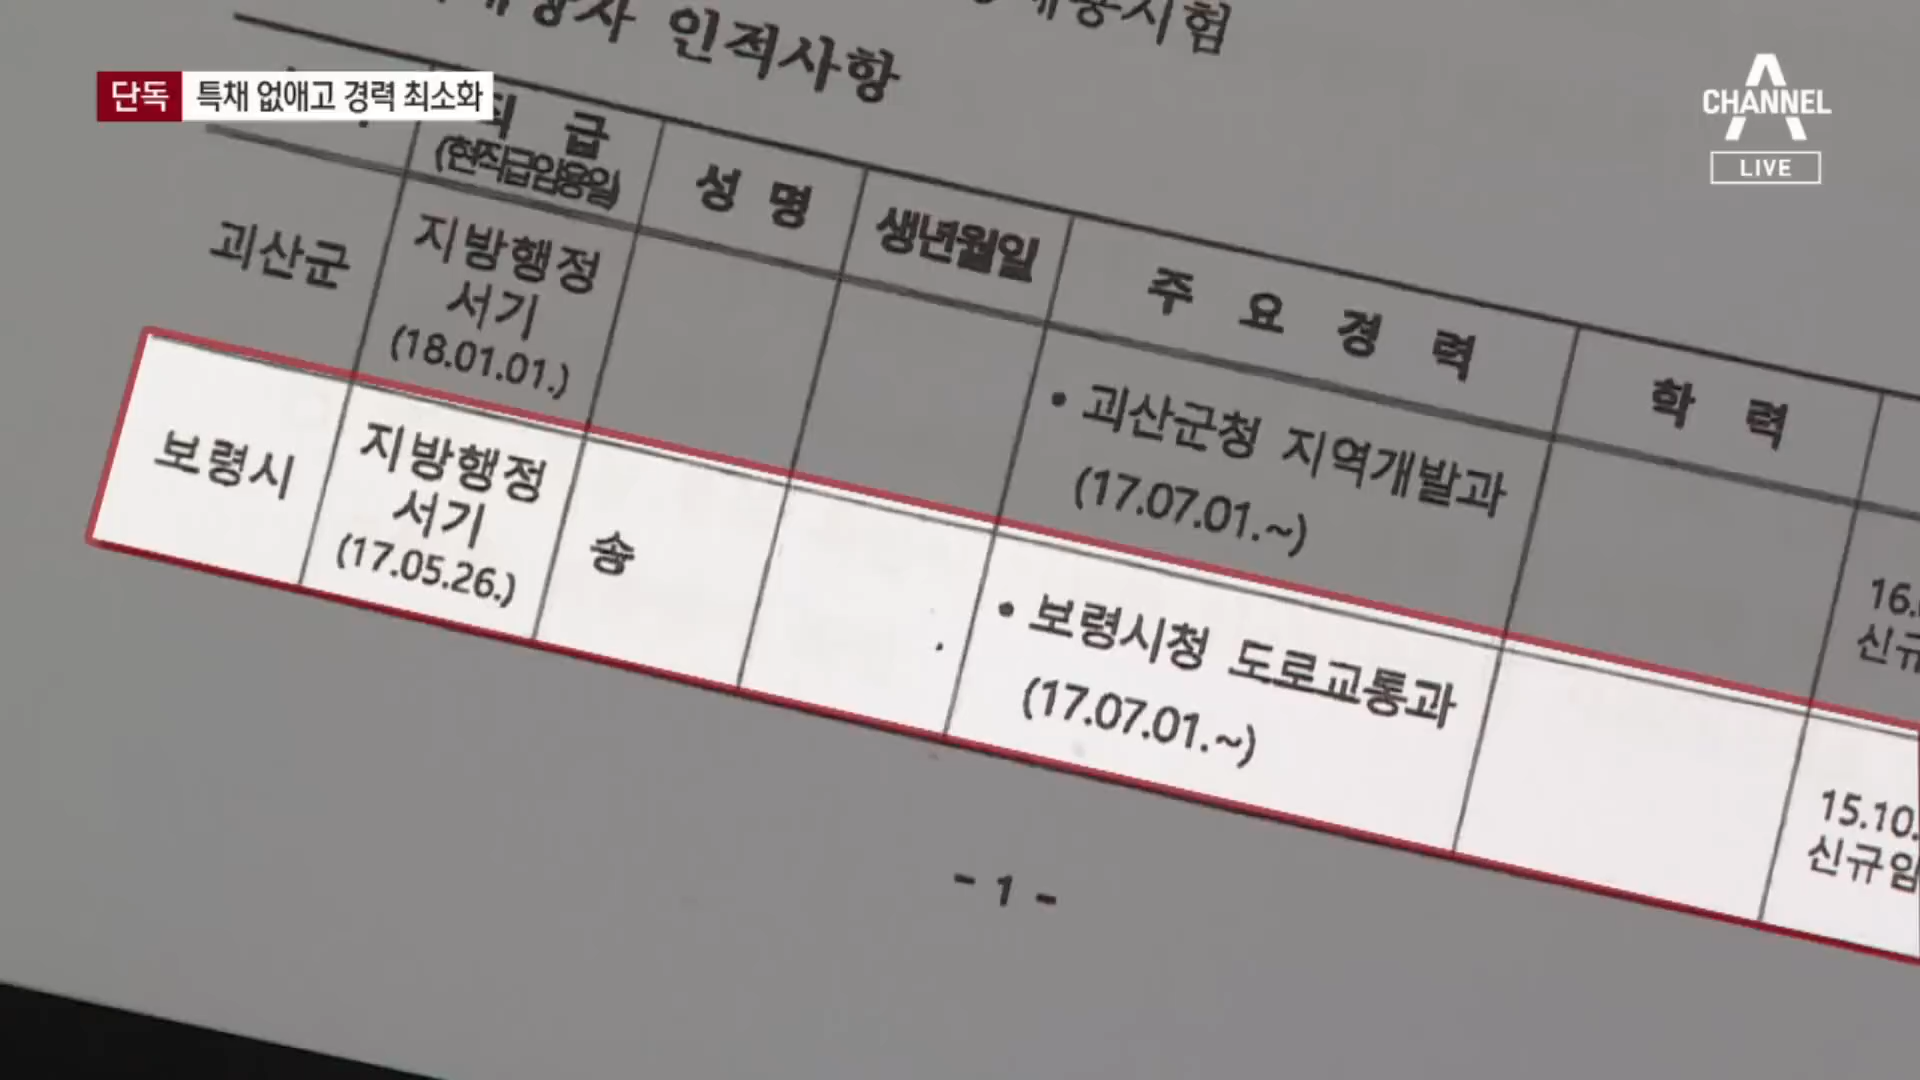 시험
인적사항
단독 특채 없애고 경력 최소화
CHANNEL
LIVE
급
(현직급임용일)
성 명
생년월일
주 요 경 력
학 력
괴산군
지방행정
서기
(18.01.01.)
• 괴산군청 지역개발과
(17.07.01.~)
16.
신규
보령시
지방행정
서기
(17.05.26.)
송
• 보령시청 도로교통과
(17.07.01.~)
15.10.
신규임
- 1 -